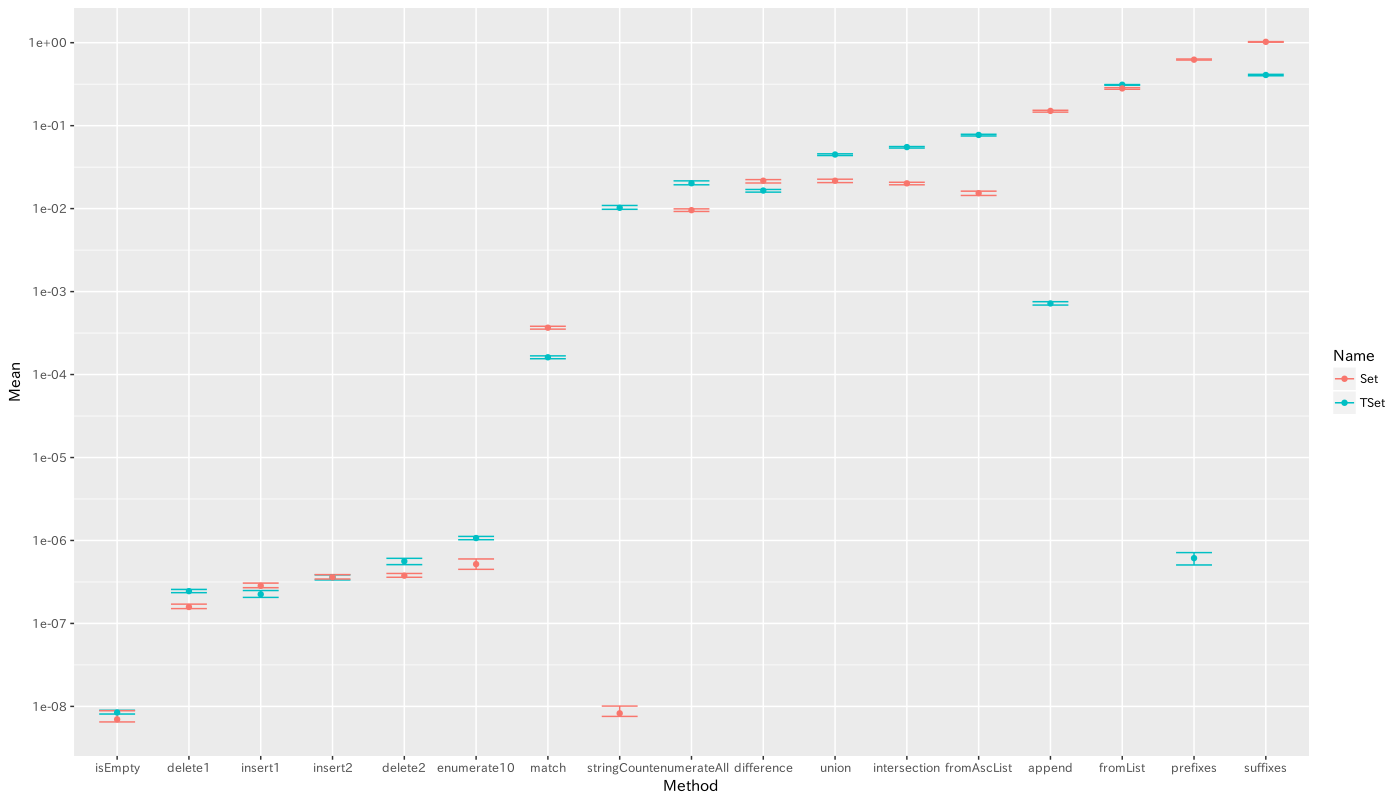 1e+00
1e-01
1e-02
1e-03
1e-04
1e-05
1e-06
1e-07
1e-08
Mean
isEmpty delete1 insert1 insert2 delete2 enumerate10 match stringCount enumerateAll difference union intersection fromAscList append fromList prefixes suffixes
Method
Name
Set
TSet